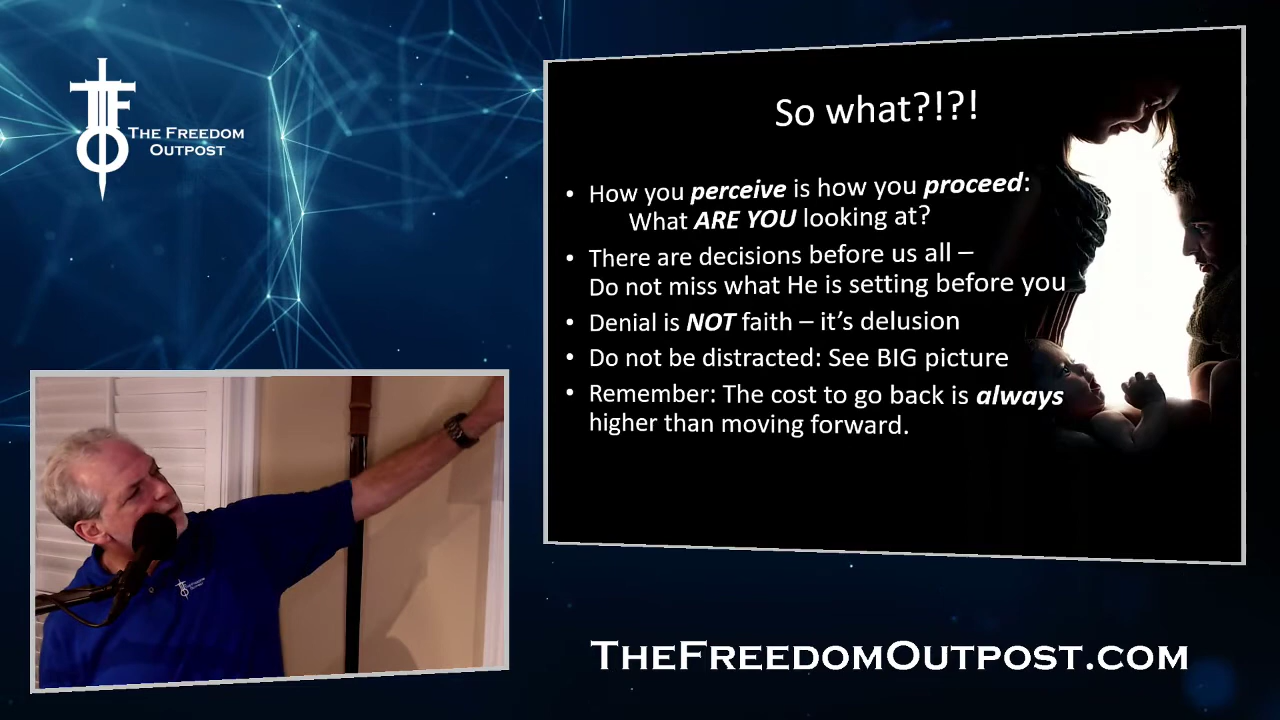 The Freedom
Outpost
So what?!?!
• How you perceive is how you proceed:
What ARE YOU looking at?
• There are decisions before us all –
Do not miss what He is setting before you
• Denial is NOT faith – it’s delusion
• Do not be distracted: See BIG picture
• Remember: The cost to go back is always
higher than moving forward.
TheFreedomOutpost.com